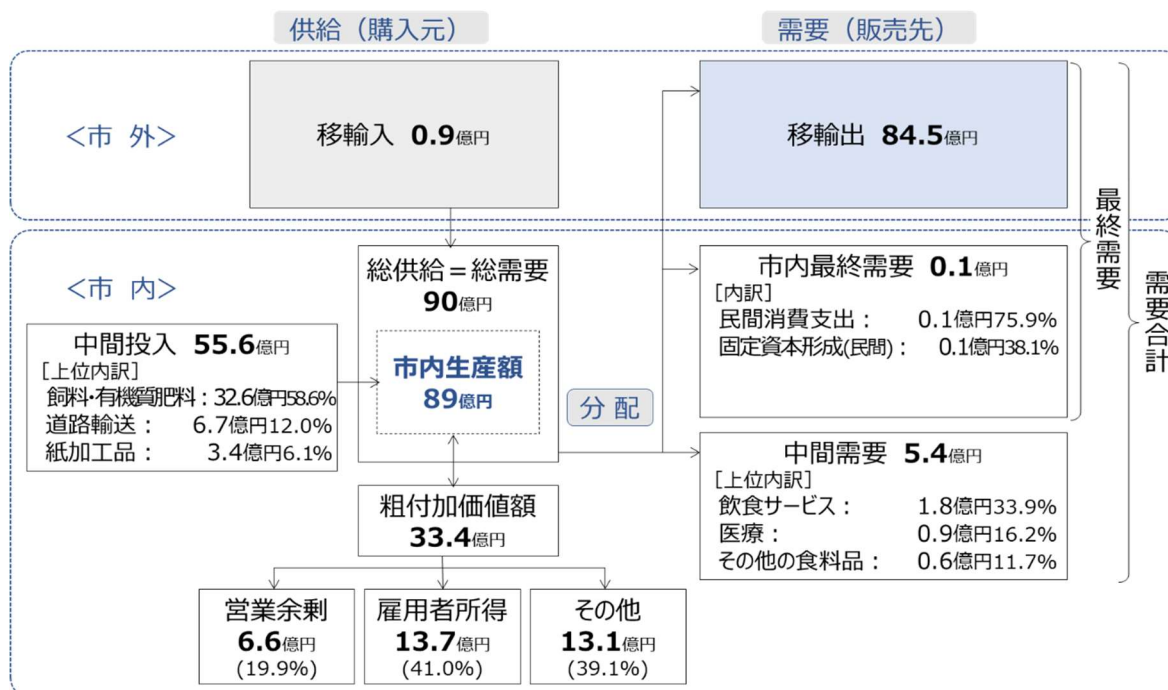 供給（購入元）
需要（販売先）
＜市 外＞
移輸入 0.9億円
移輸出 84.5億円
最終需要
需要合計
＜市 内＞
総供給＝総需要
90億円
市内生産額
89億円
中間投入 55.6億円
[上位内訳]
飼料・有機質肥料：32.6億円58.6%
道路輸送： 6.7億円12.0%
紙加工品： 3.4億円6.1%
分 配
市内最終需要 0.1億円
[内訳]
民間消費支出： 0.1億円75.9%
固定資本形成(民間)： 0.1億円38.1%
中間需要 5.4億円
[上位内訳]
飲食サービス： 1.8億円33.9%
医療： 0.9億円16.2%
その他の食料品： 0.6億円11.7%
粗付加価値額
33.4億円
営業余剰
6.6億円
(19.9%)
雇用者所得
13.7億円
(41.0%)
その他
13.1億円
(39.1%)